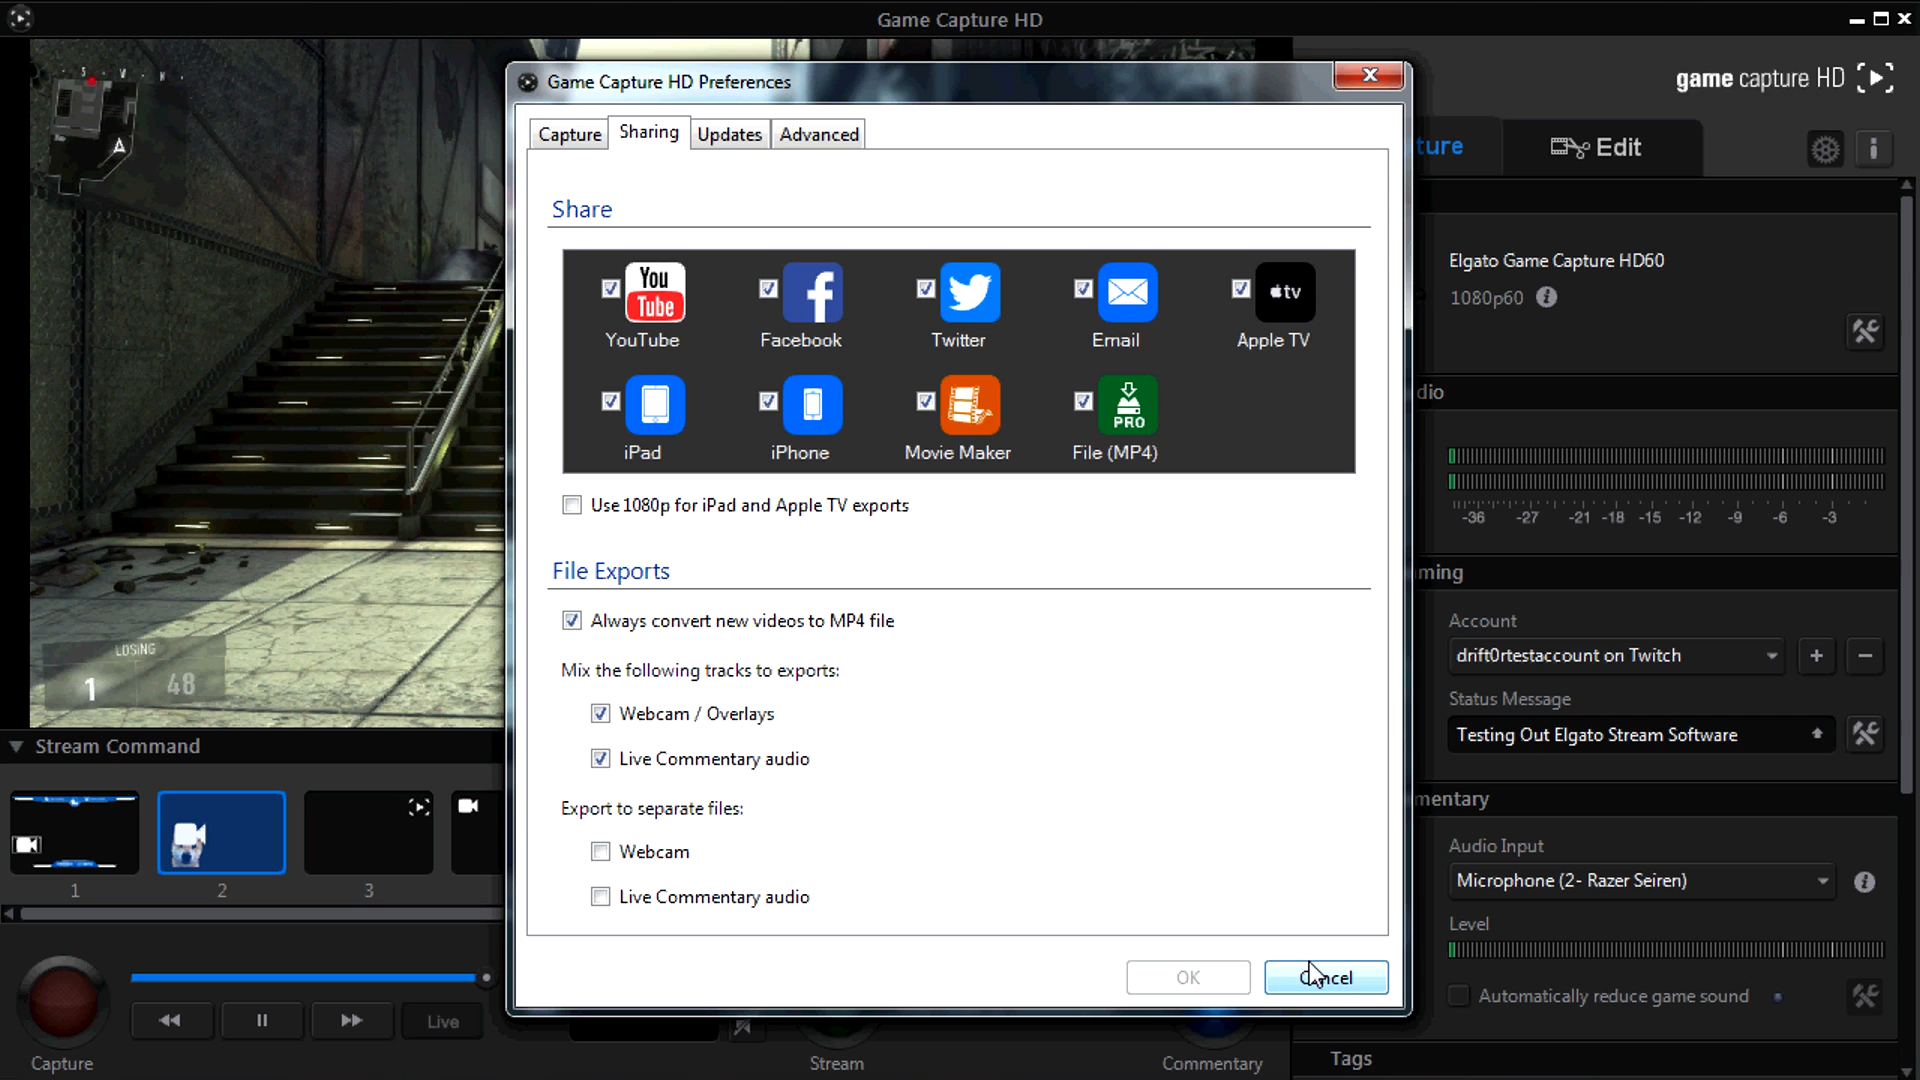 Game Capture HD
S W N
Game Capture HD Preferences
game capture HD
Capture
Sharing
Updates
Advanced
ture
Edit
Share
You
Tube
YouTube
Facebook
Twitter
Email
tv
Apple TV
iPad
iPhone
Movie Maker
PRO
File (MP4)
Use 1080p for iPad and Apple TV exports
File Exports
Always convert new videos to MP4 file
Mix the following tracks to exports:
Webcam / Overlays
Live Commentary audio
Export to separate files:
Webcam
Live Commentary audio
OK
Cancel
Elgato Game Capture HD60
1080p60
dio
-36 -27 -21 -18 -15 -12 -9 -6 -3
ming
Account
drift0rtestaccount on Twitch
Status Message
Testing Out Elgato Stream Software
mentary
Audio Input
Microphone (2- Razer Seiren)
Level
Automatically reduce game sound
Tags
LOSING
1 48
Stream Command
1
2
3
Live
Capture
Stream
Commentary